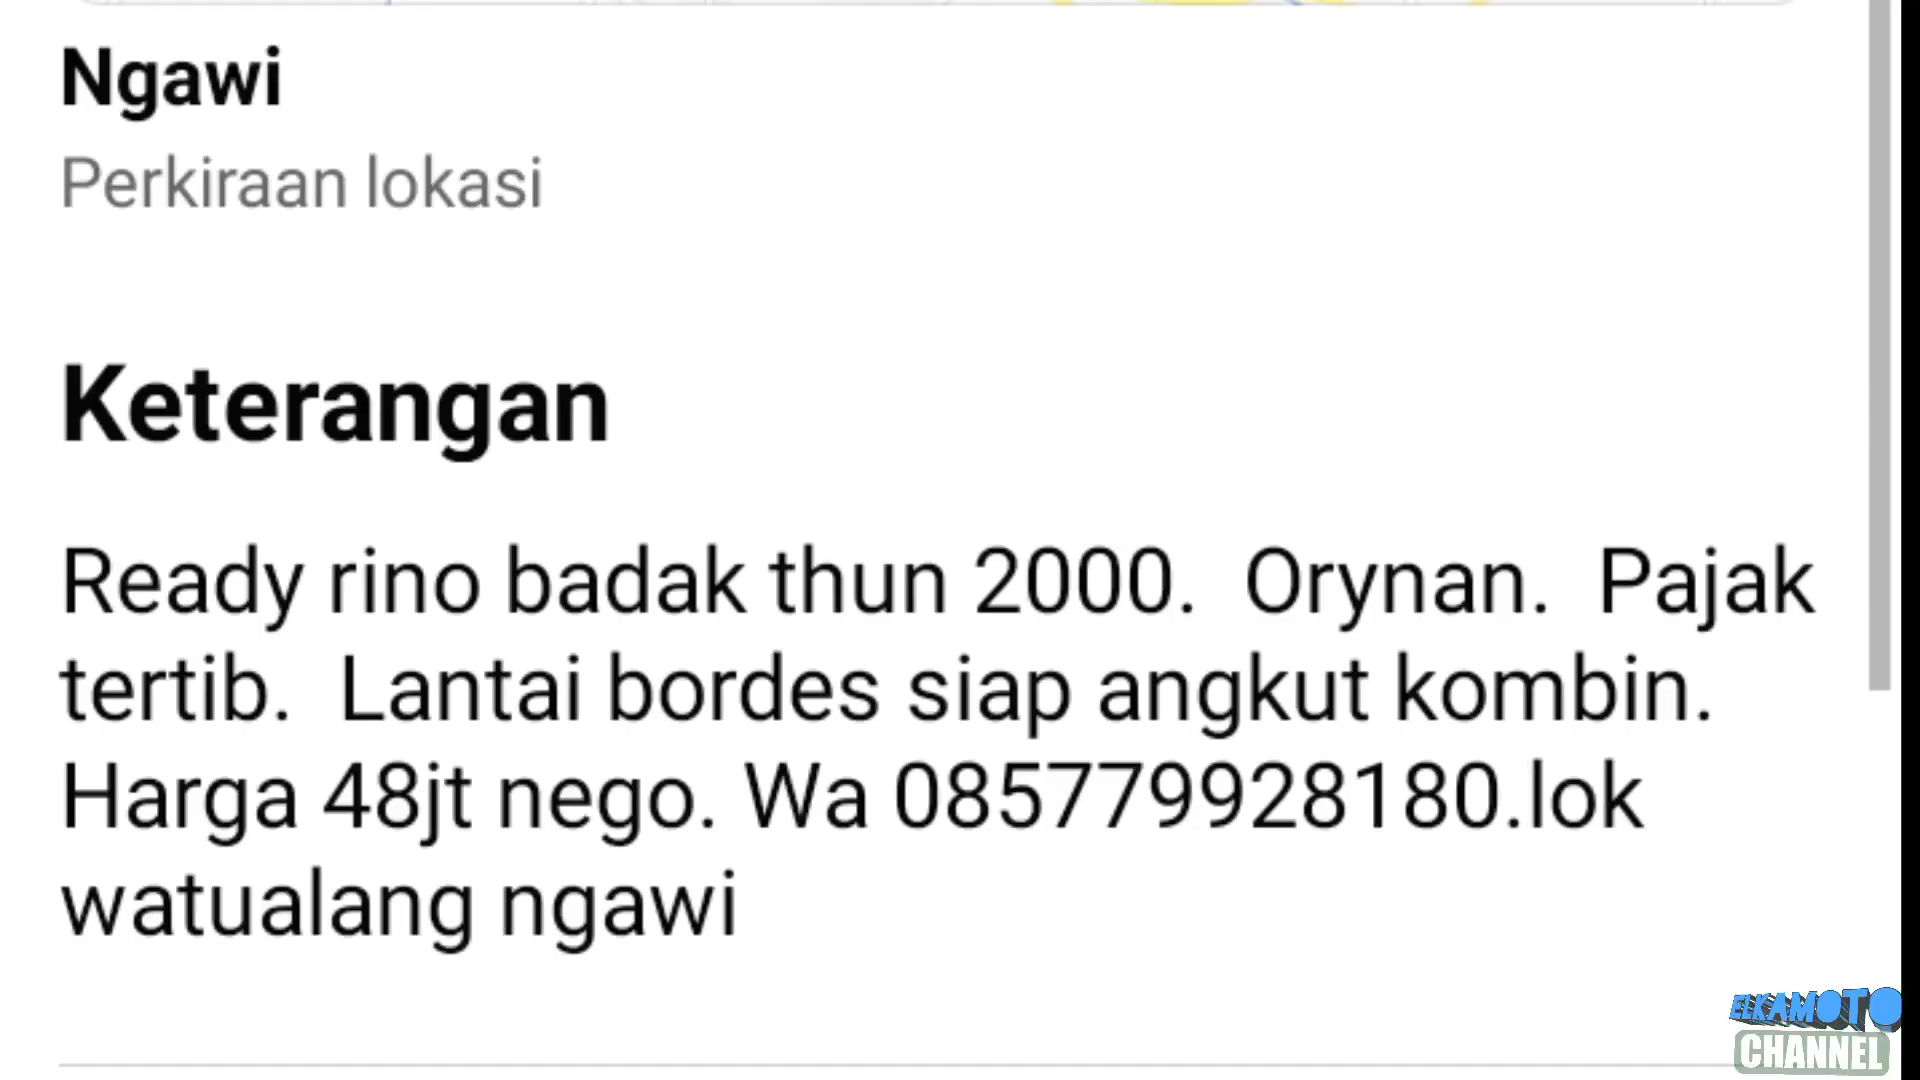 Ngawi
Perkiraan lokasi
Keterangan
Ready rino badak thun 2000.  Orynan.  Pajak
tertib.  Lantai bordes siap angkut kombin.
Harga 48jt nego. Wa 085779928180.lok
watualang ngawi
ELKAMOTO
CHANNEL